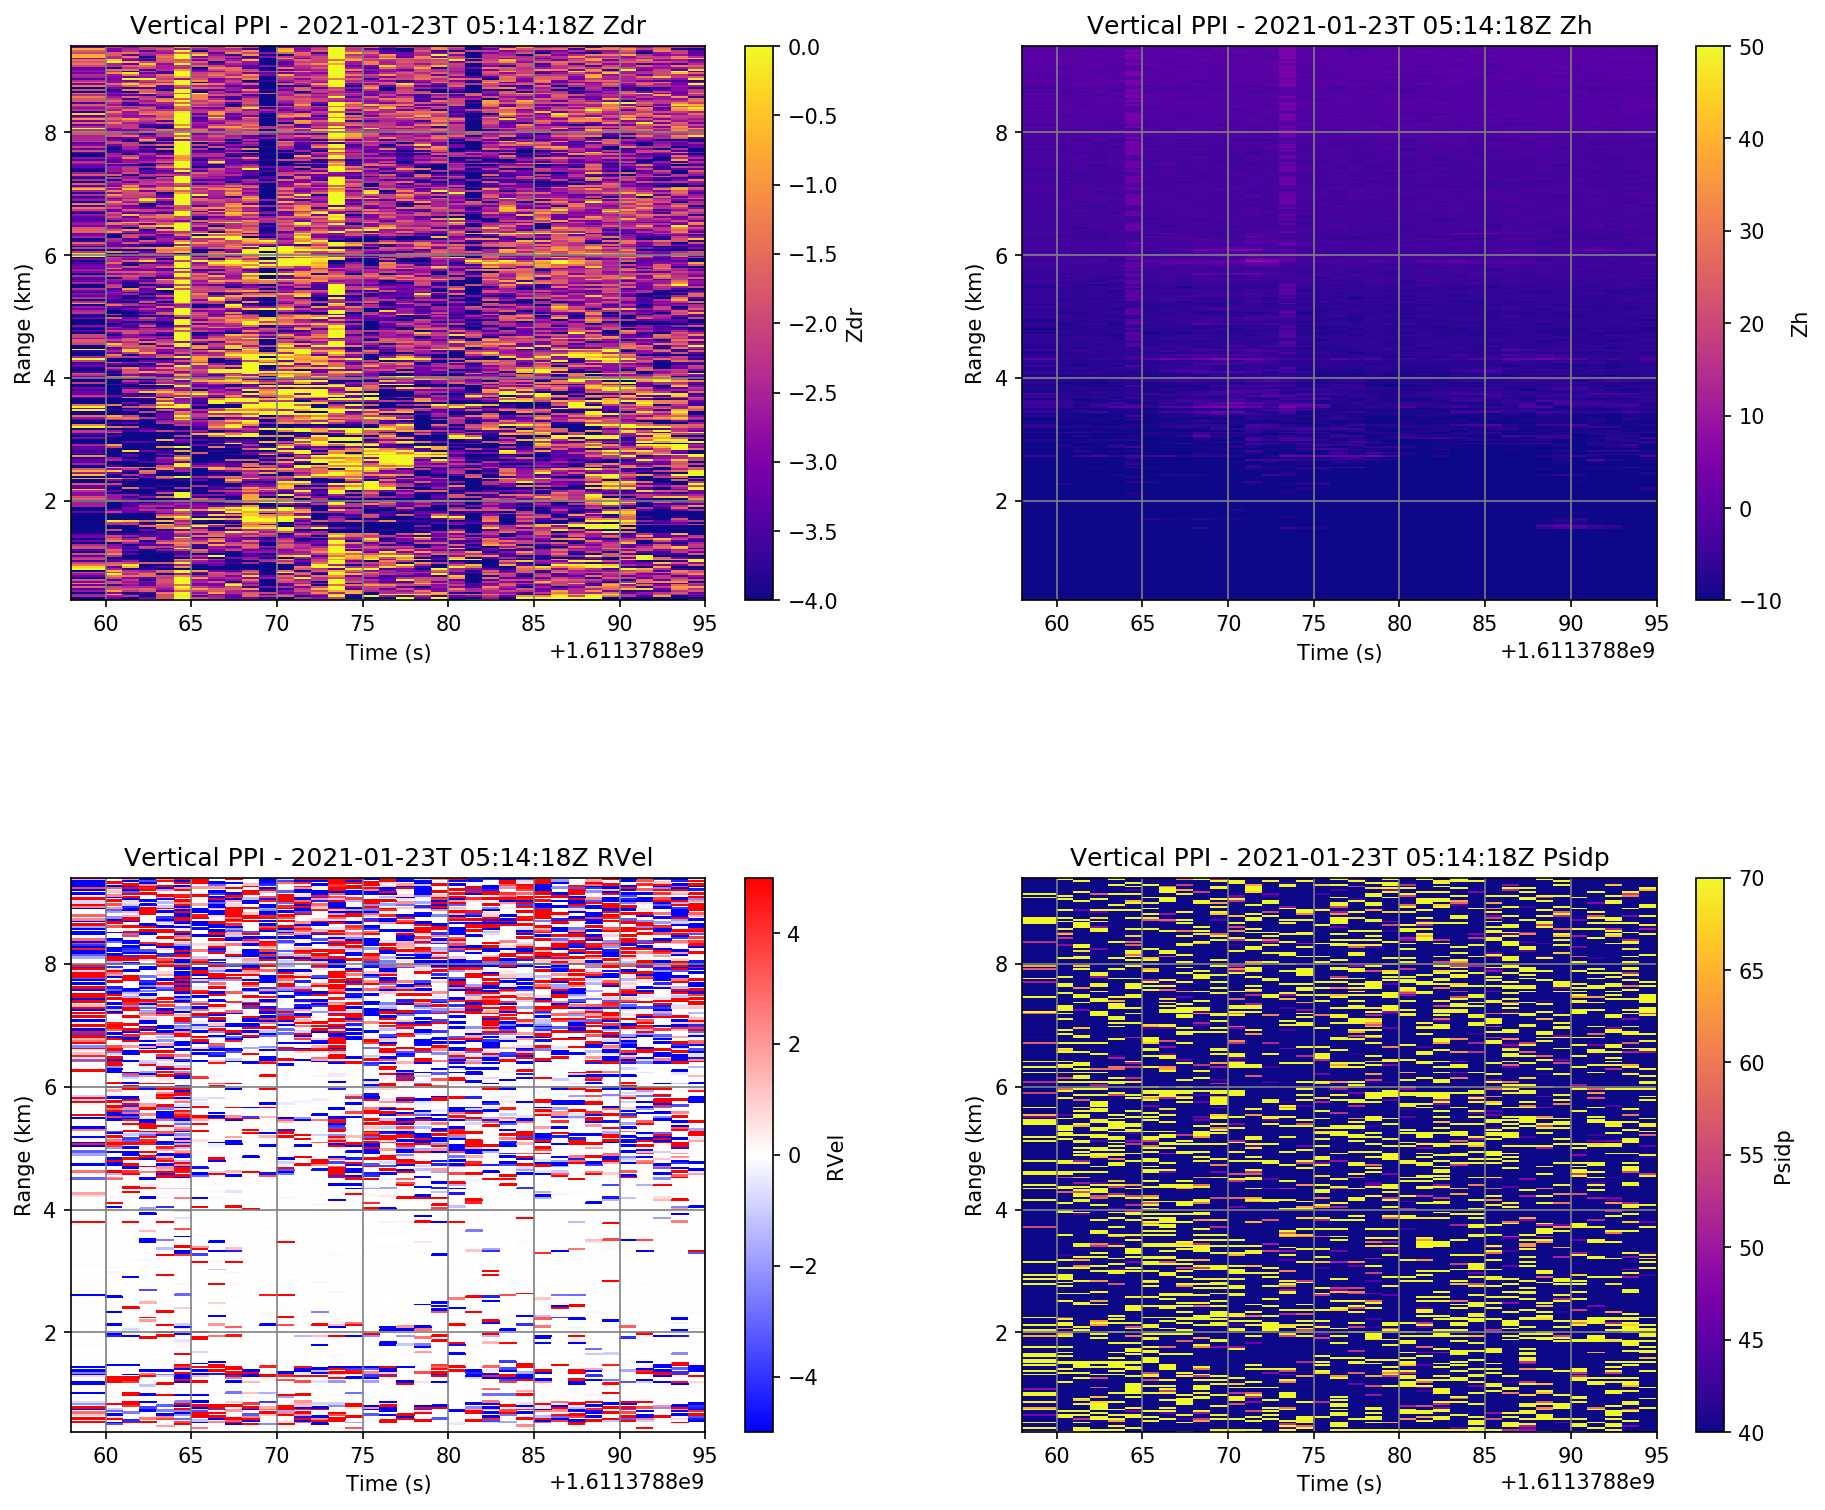 Vertical PPI - 2021-01-23T 05:14:18Z Zdr
Range (km)
8
6
4
2
60 65 70 75 80 85 90 95
Time (s)
+1.6113788e9
0.0
−0.5
−1.0
−1.5
−2.0
−2.5
−3.0
−3.5
−4.0
Zdr
Vertical PPI - 2021-01-23T 05:14:18Z Zh
Range (km)
8
6
4
2
60 65 70 75 80 85 90 95
Time (s)
+1.6113788e9
50
40
30
20
10
0
−10
Zh
Vertical PPI - 2021-01-23T 05:14:18Z RVel
Range (km)
8
6
4
2
60 65 70 75 80 85 90 95
Time (s)
+1.6113788e9
4
2
0
−2
−4
RVel
Vertical PPI - 2021-01-23T 05:14:18Z Psidp
Range (km)
8
6
4
2
60 65 70 75 80 85 90 95
Time (s)
+1.6113788e9
70
65
60
55
50
45
40
Psidp